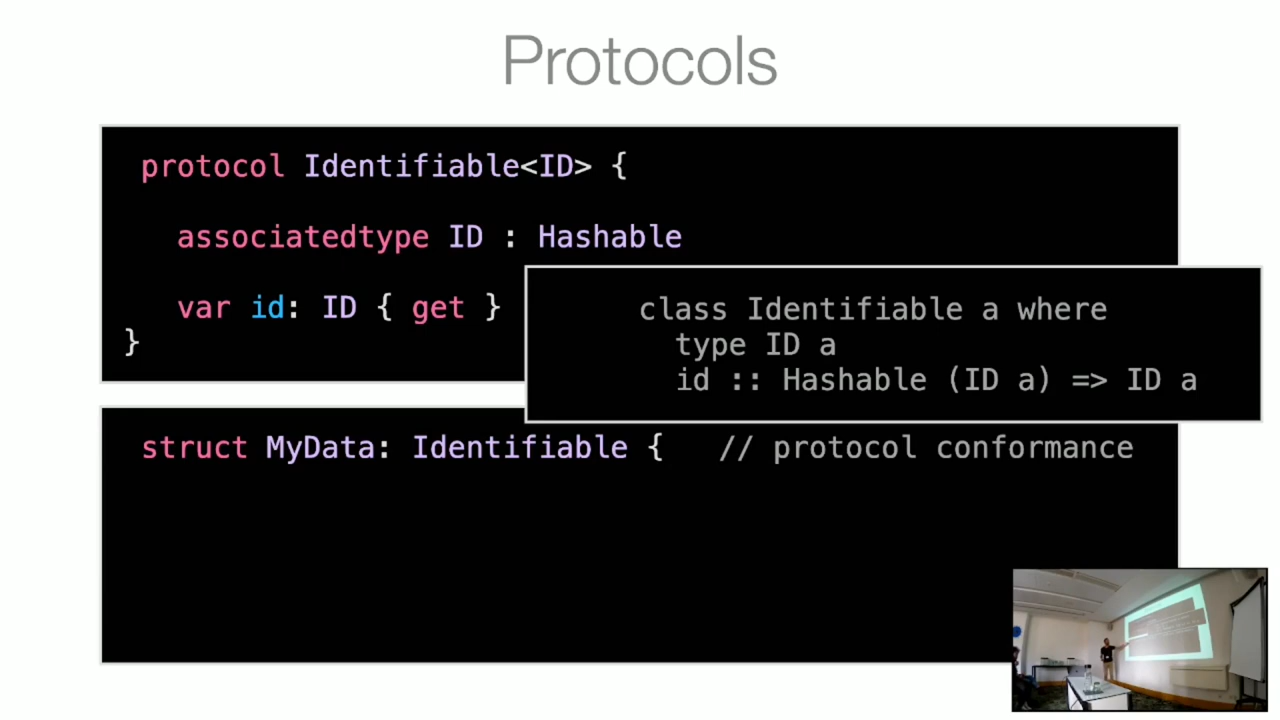 Protocols
protocol Identifiable<ID> {
associatedtype ID : Hashable
var id: ID { get }
}
class Identifiable a where
type ID a
id :: Hashable (ID a) => ID a
struct MyData: Identifiable { // protocol conformance